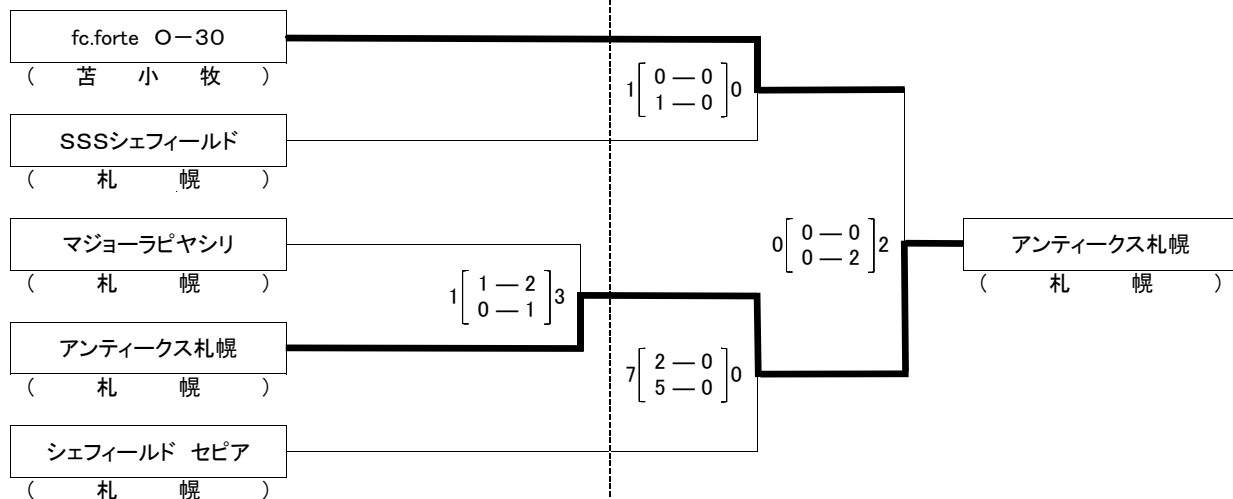 fc.forte O-30
( 苫 小 牧 )
1 [ 0 ― 0 ] 0
1 ― 0
SSSシェフィールド
( 札 幌 )
マジョーラピヤシリ
( 札 幌 )
0 [ 0 ― 0 ] 2
0 ― 2
アンティークス札幌
( 札 幌 )
1 [ 1 ― 2 ] 3
0 ― 1
アンティークス札幌
( 札 幌 )
7 [ 2 ― 0 ] 0
5 ― 0
シェフィールド セピア
( 札 幌 )